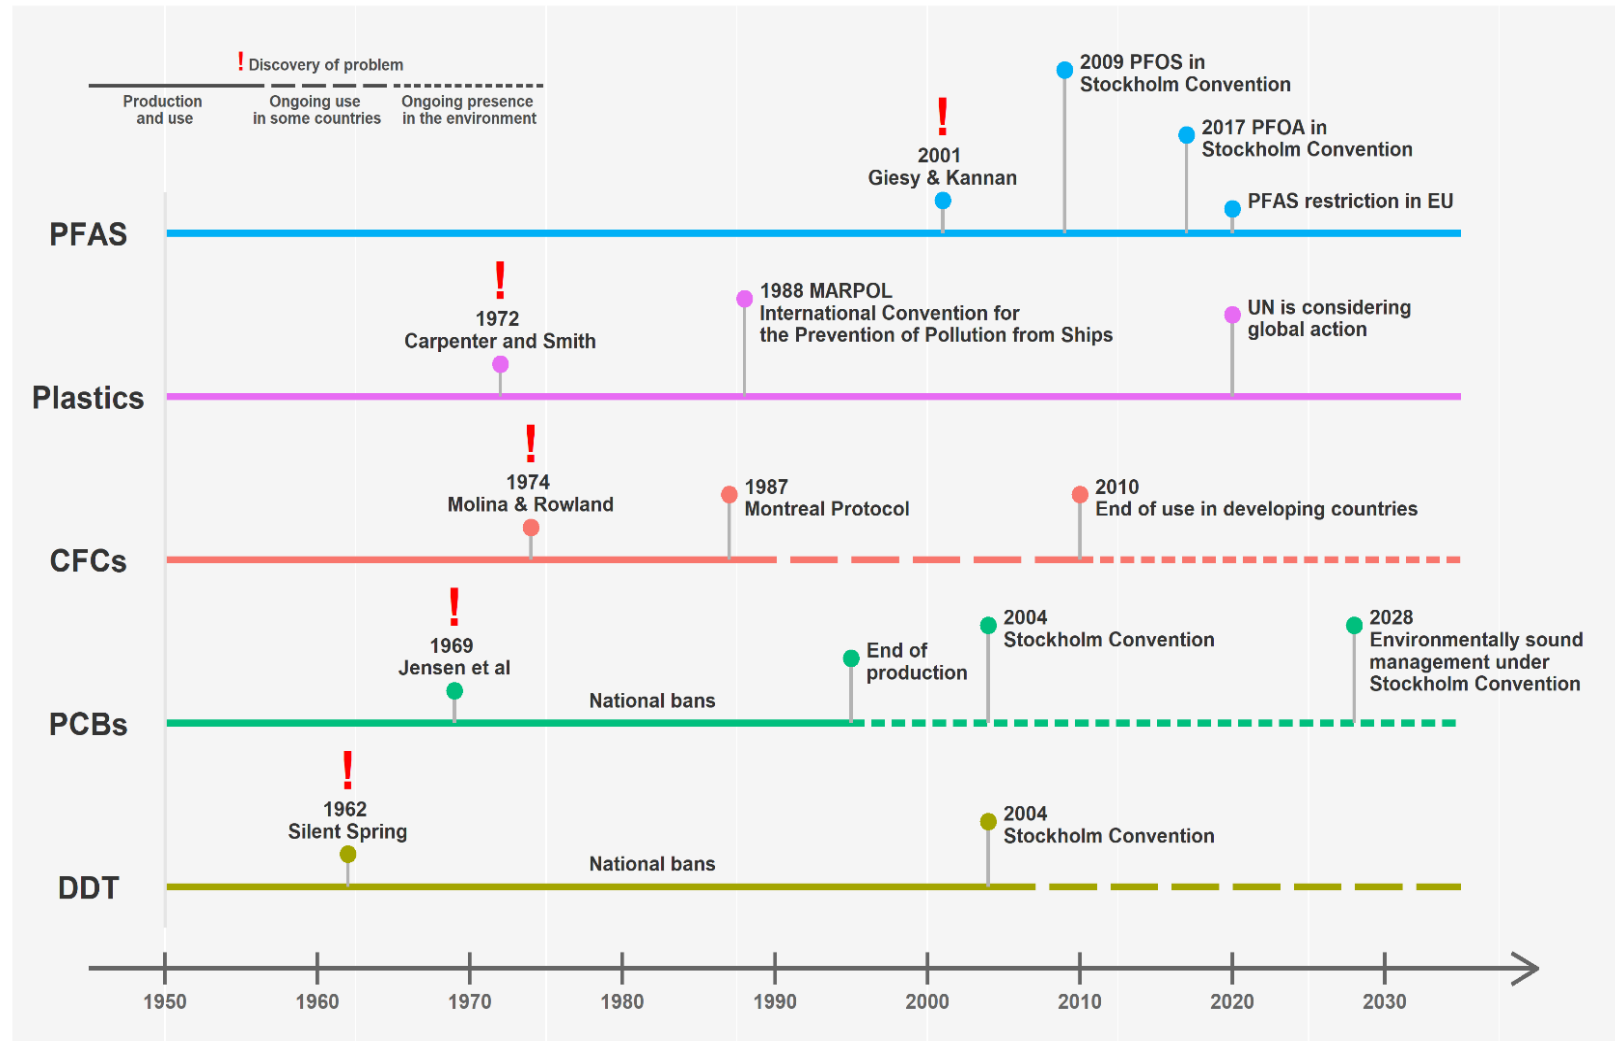 ! Discovery of problem
Production
and use
Ongoing use
in some countries
Ongoing presence
in the environment
2009 PFOS in
Stockholm Convention
2017 PFOA in
Stockholm Convention
!
2001
Giesy & Kannan
PFAS restriction in EU
PFAS
!
1972
Carpenter and Smith
1988 MARPOL
International Convention for
the Prevention of Pollution from Ships
UN is considering
global action
Plastics
!
1974
Molina & Rowland
1987
Montreal Protocol
2010
End of use in developing countries
CFCs
!
1969
Jensen et al
National bans
End of
production
2004
Stockholm Convention
2028
Environmentally sound
management under
Stockholm Convention
PCBs
!
1962
Silent Spring
National bans
2004
Stockholm Convention
DDT
1950 1960 1970 1980 1990 2000 2010 2020 2030